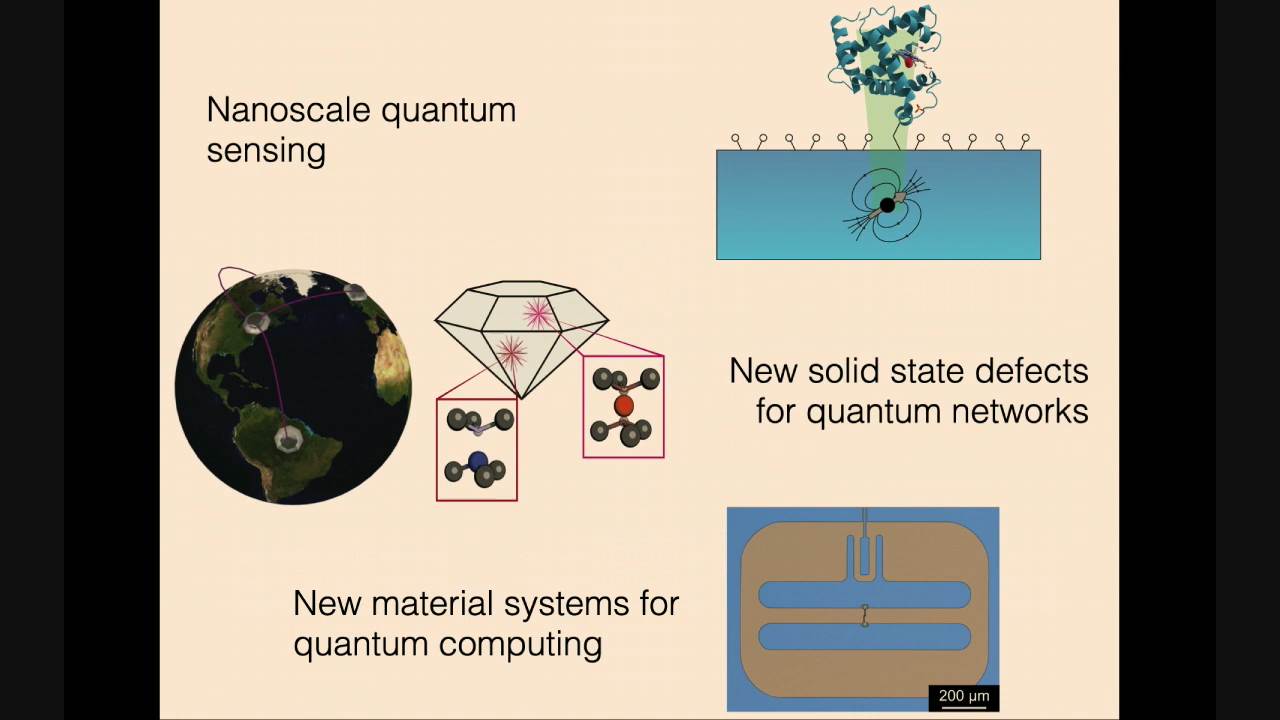 Nanoscale quantum
sensing
New solid state defects
for quantum networks
New material systems for
quantum computing
200 µm